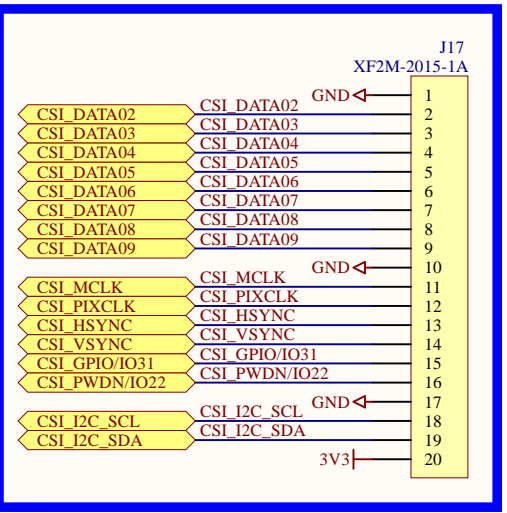 J17
XF2M-2015-1A
GND 1
CSI_DATA02 CSI_DATA02 2
CSI_DATA03 CSI_DATA03 3
CSI_DATA04 CSI_DATA04 4
CSI_DATA05 CSI_DATA05 5
CSI_DATA06 CSI_DATA06 6
CSI_DATA07 CSI_DATA07 7
CSI_DATA08 CSI_DATA08 8
CSI_DATA09 CSI_DATA09 9
GND 10
CSI_MCLK CSI_MCLK 11
CSI_PIXCLK CSI_PIXCLK 12
CSI_HSYNC CSI_HSYNC 13
CSI_VSYNC CSI_VSYNC 14
CSI_GPIO/IO31 CSI_GPIO/IO31 15
CSI_PWDN/IO22 CSI_PWDN/IO22 16
GND 17
CSI_I2C_SCL CSI_I2C_SCL 18
CSI_I2C_SDA CSI_I2C_SDA 19
3V3 20